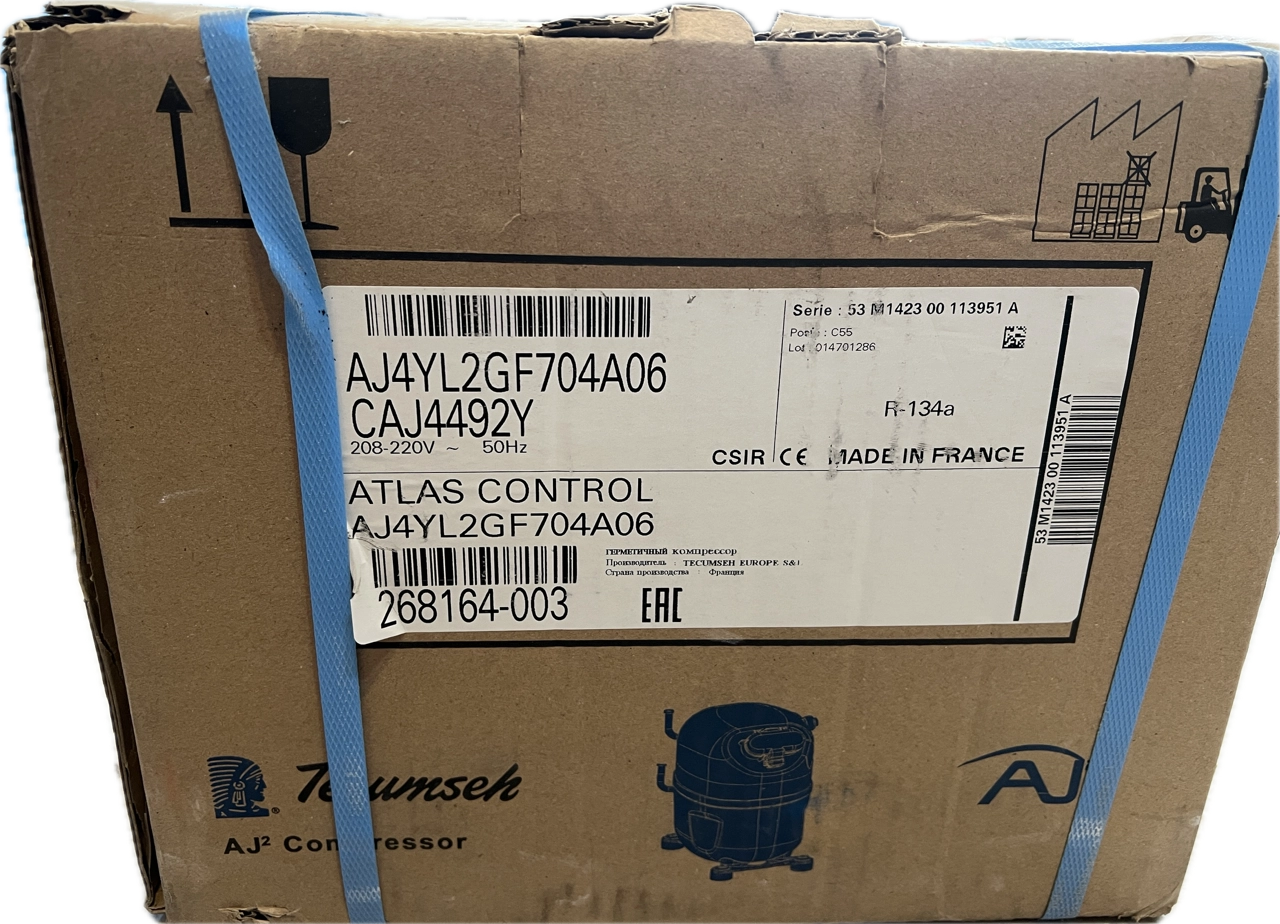 Serie : 53 M1423 00 113951 A
Poste : C55
Lot : 014701286
AJ4YL2GF704A06
CAJ4492Y
208-220V ~ 50Hz
R-134a
CSIR CE MADE IN FRANCE
53 M1423 00 113951 A
ATLAS CONTROL
AJ4YL2GF704A06
ГЕРМЕТИЧНЫЙ компрессор
Производитель : TECUMSEH EUROPE S&L
Страна производства : Франция
268164-003
EAC
Tecumseh
®
AJ² Compressor
AJ